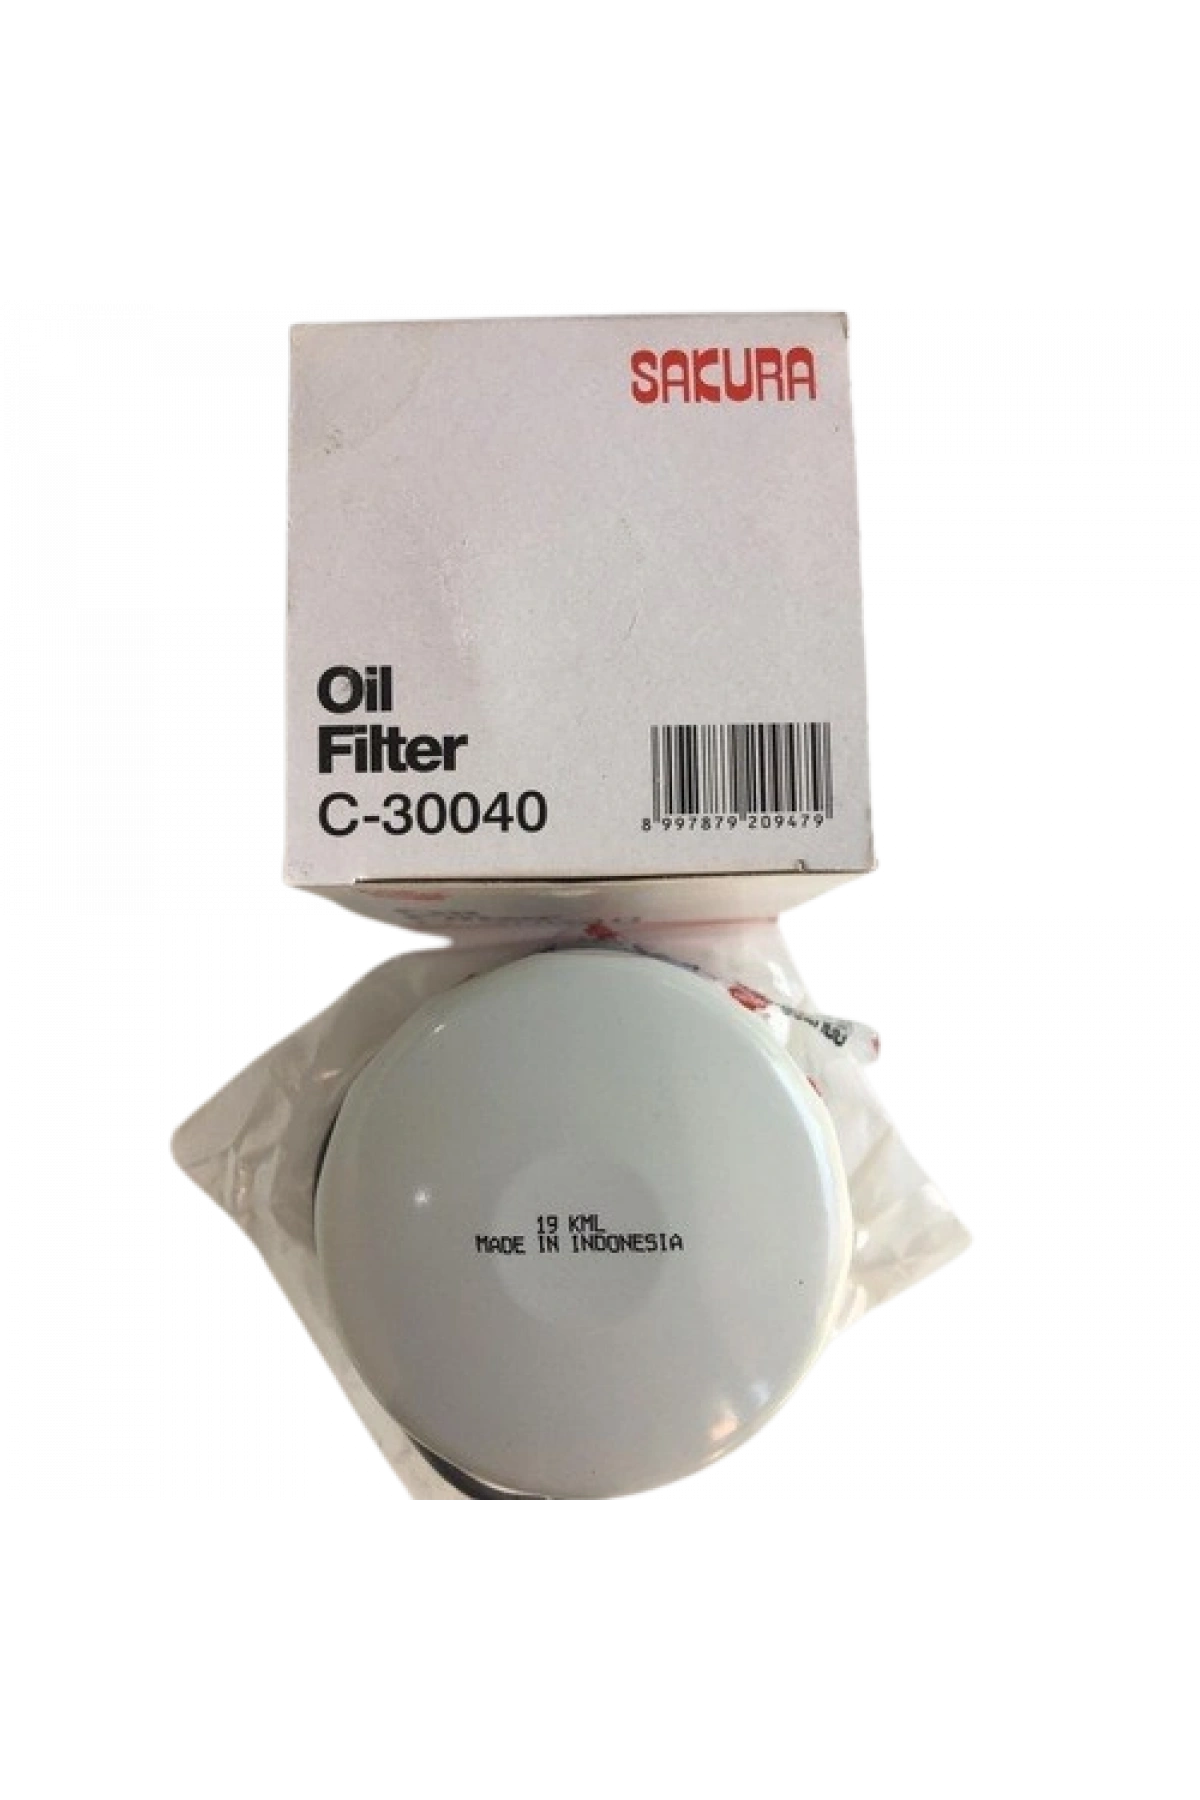 SAKURA
Oil
Filter
C-30040
8 997879 209479
19 KML
MADE IN INDONESIA